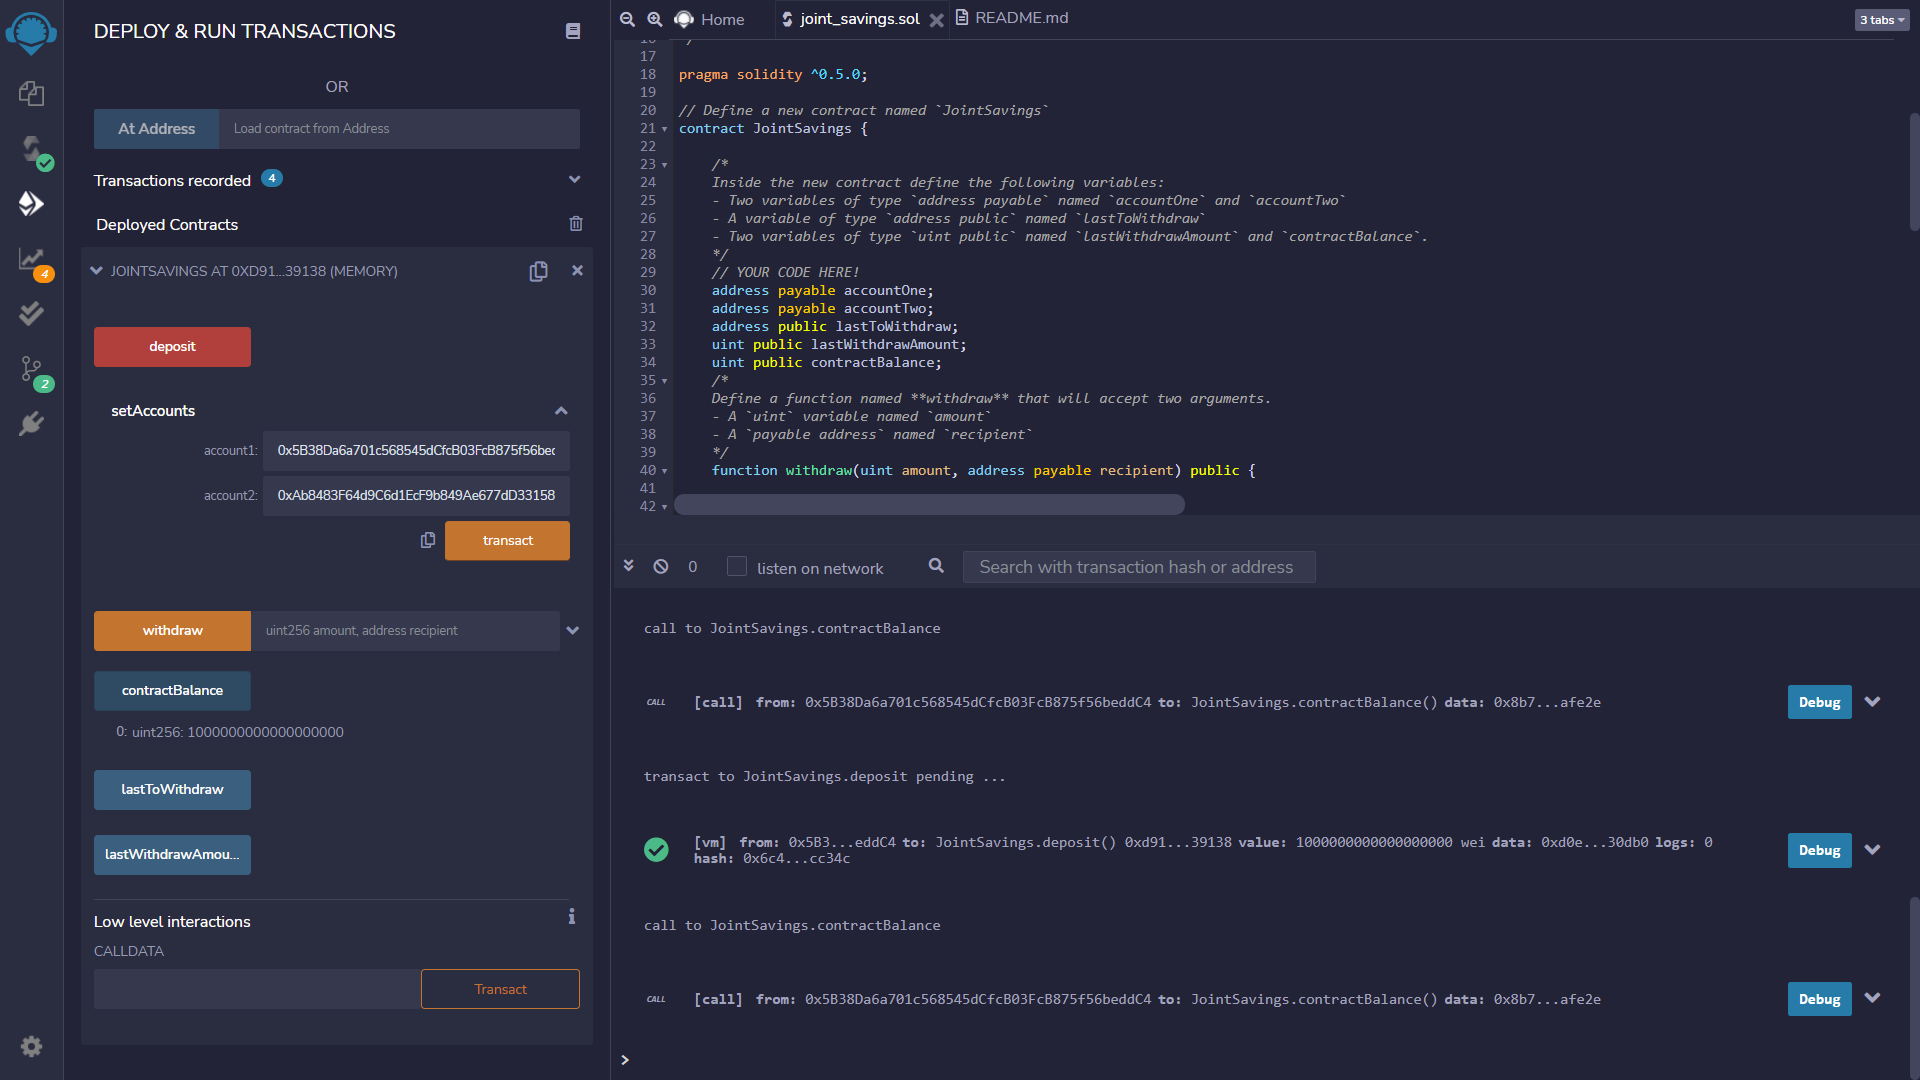 DEPLOY & RUN TRANSACTIONS
OR
At Address
Load contract from Address
Transactions recorded 4
Deployed Contracts
JOINTSAVINGS AT 0XD91...39138 (MEMORY)
deposit
setAccounts
account1: 0x5B38Da6a701c568545dCfcB03FcB875f56bec
account2: 0xAb8483F64d9C6d1EcF9b849Ae677dD33158
transact
withdraw
uint256 amount, address recipient
contractBalance
0: uint256: 1000000000000000000
lastToWithdraw
lastWithdrawAmou...
Low level interactions
i
CALLDATA
Transact
4
2
Home
joint_savings.sol
README.md
3 tabs
16 */
17
18 pragma solidity ^0.5.0;
19
20 // Define a new contract named `JointSavings`
21 contract JointSavings {
22
23 /*
24 Inside the new contract define the following variables:
25 - Two variables of type `address payable` named `accountOne` and `accountTwo`
26 - A variable of type `address public` named `lastToWithdraw`
27 - Two variables of type `uint public` named `lastWithdrawAmount` and `contractBalance`.
28 */
29 // YOUR CODE HERE!
30 address payable accountOne;
31 address payable accountTwo;
32 address public lastToWithdraw;
33 uint public lastWithdrawAmount;
34 uint public contractBalance;
35 /*
36 Define a function named **withdraw** that will accept two arguments.
37 - A `uint` variable named `amount`
38 - A `payable address` named `recipient`
39 */
40 function withdraw(uint amount, address payable recipient) public {
41
42
0
listen on network
Search with transaction hash or address
call to JointSavings.contractBalance
CALL [call] from: 0x5B38Da6a701c568545dCfcB03FcB875f56beddC4 to: JointSavings.contractBalance() data: 0x8b7...afe2e
Debug
transact to JointSavings.deposit pending ...
[vm] from: 0x5B3...eddC4 to: JointSavings.deposit() 0xd91...39138 value: 1000000000000000000 wei data: 0xd0e...30db0 logs: 0
hash: 0x6c4...cc34c
Debug
call to JointSavings.contractBalance
CALL [call] from: 0x5B38Da6a701c568545dCfcB03FcB875f56beddC4 to: JointSavings.contractBalance() data: 0x8b7...afe2e
Debug
>